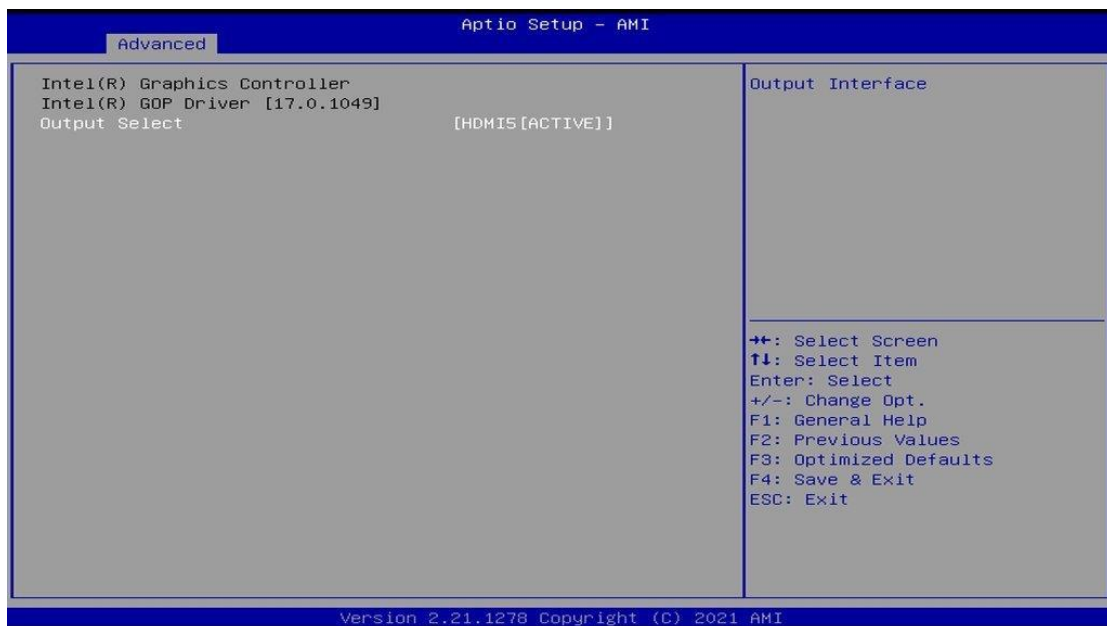 Aptio Setup – AMI
Advanced
Intel(R) Graphics Controller
Intel(R) GOP Driver [17.0.1049]
Output Select [HDMI5[ACTIVE]]
Output Interface
→←: Select Screen
↑↓: Select Item
Enter: Select
+/-: Change Opt.
F1: General Help
F2: Previous Values
F3: Optimized Defaults
F4: Save & Exit
ESC: Exit
Version 2.21.1278 Copyright (C) 2021 AMI